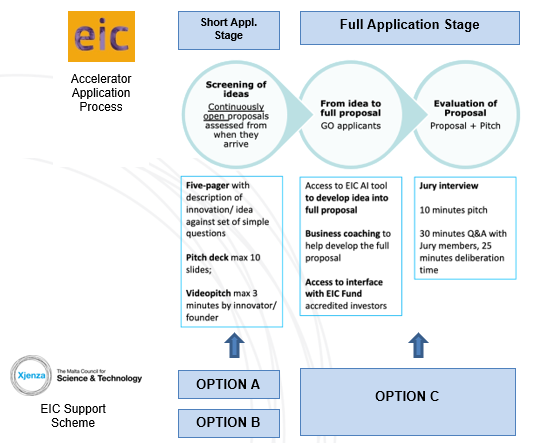 eic
Accelerator
Application
Process
Short Appl.
Stage
Full Application Stage
Screening of
ideas
Continuously
open proposals
assessed from
when they
arrive
From idea to
full proposal
GO applicants
Evaluation of
Proposal
Proposal + Pitch
Five-pager with
description of
innovation/ idea
against set of simple
questions
Pitch deck max 10
slides;
Videopitch max 3
minutes by innovator/
founder
Access to EIC AI tool
to develop idea into
full proposal
Business coaching to
help develop the full
proposal
Access to interface
with EIC Fund
accredited investors
Jury interview
10 minutes pitch
30 minutes Q&A with
Jury members, 25
minutes deliberation
time
Xjenza
The Malta Council for
Science & Technology
EIC Support
Scheme
OPTION A
OPTION B
OPTION C